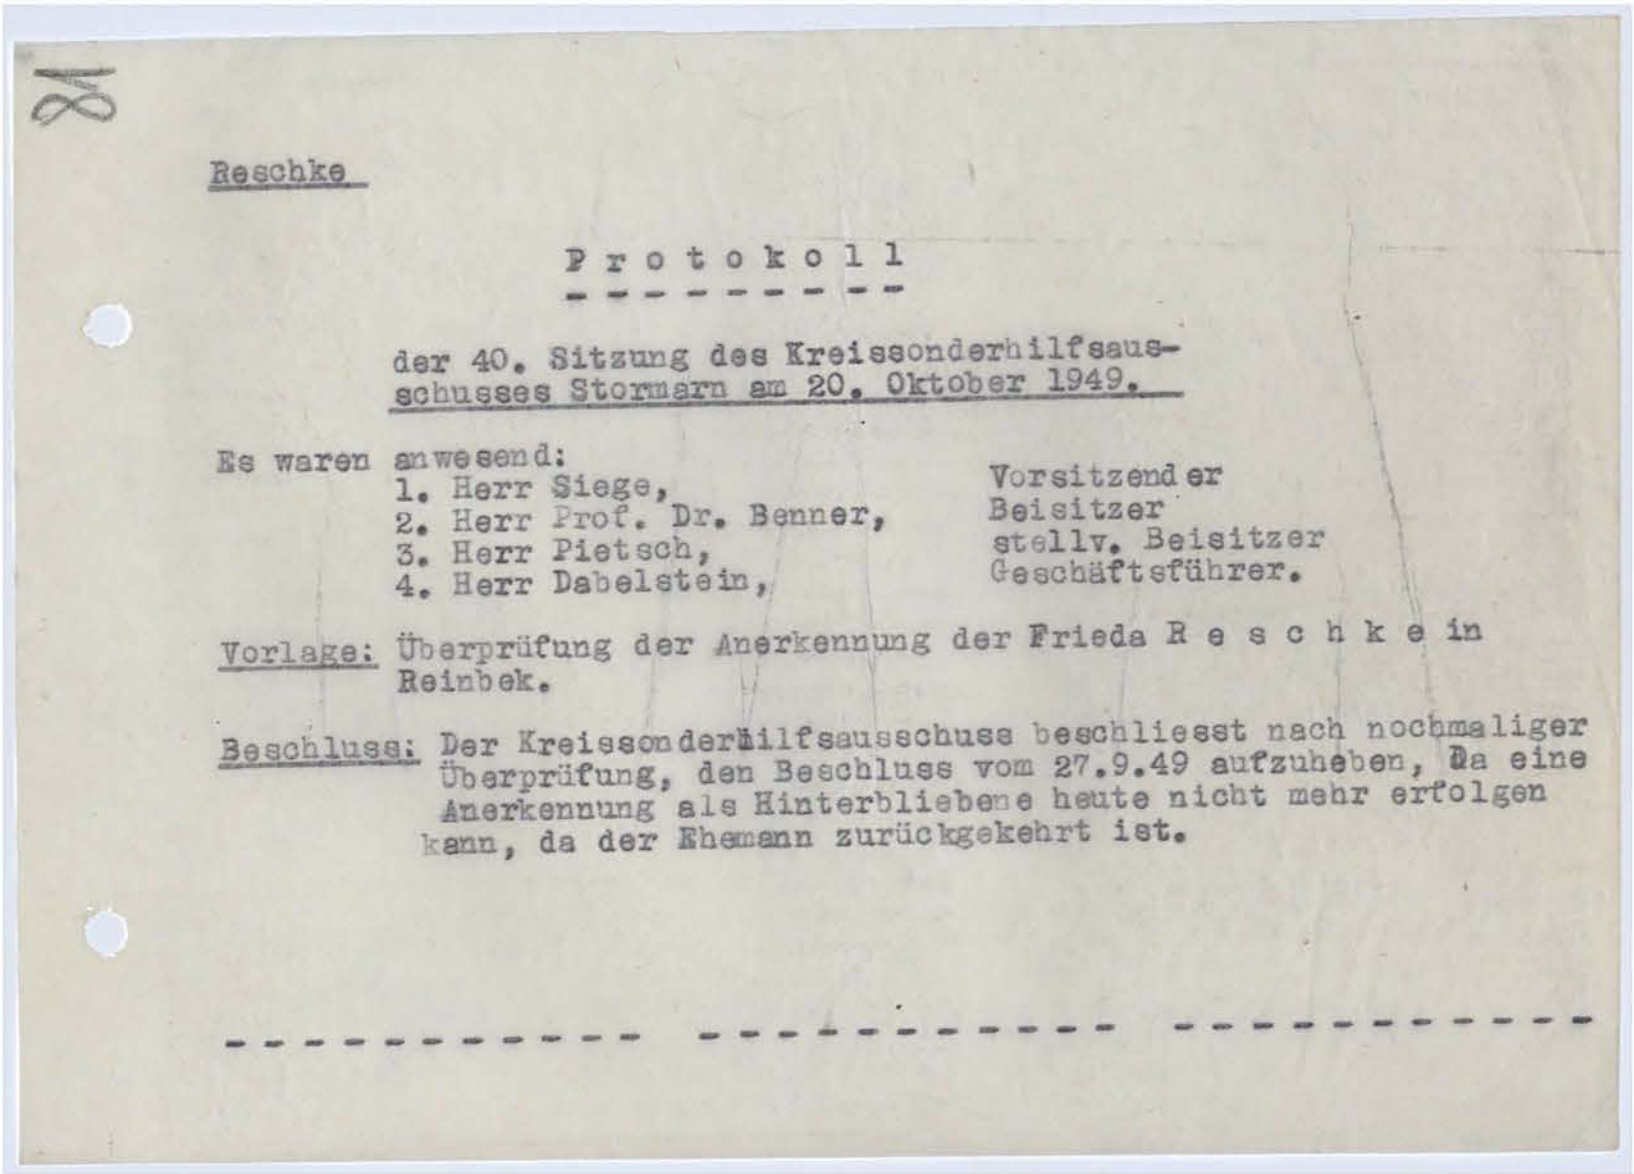 18
Reschke
P r o t o k o l l
- - - - - - - - -
der 40. Sitzung des Kreissonderhilfsaus-
schusses Stormarn am 20. Oktober 1949.
Es waren anwesend:
1. Herr Siege, Vorsitzender
2. Herr Prof. Dr. Benner, Beisitzer
3. Herr Pietsch, stellv. Beisitzer
4. Herr Dabelstein, Geschäftsführer.
Vorlage: Überprüfung der Anerkennung der Frieda R e s c h k e in
Reinbek.
Beschluss: Der Kreissonderhilfsausschuss beschliesst nach nochmaliger
Überprüfung, den Beschluss vom 27.9.49 aufzuheben, Da eine
Anerkennung als Hinterbliebene heute nicht mehr erfolgen
kann, da der Ehemann zurückgekehrt ist.
- - - - - - - - - - - - - - - - - - - - - - - - - - - - - - - - -